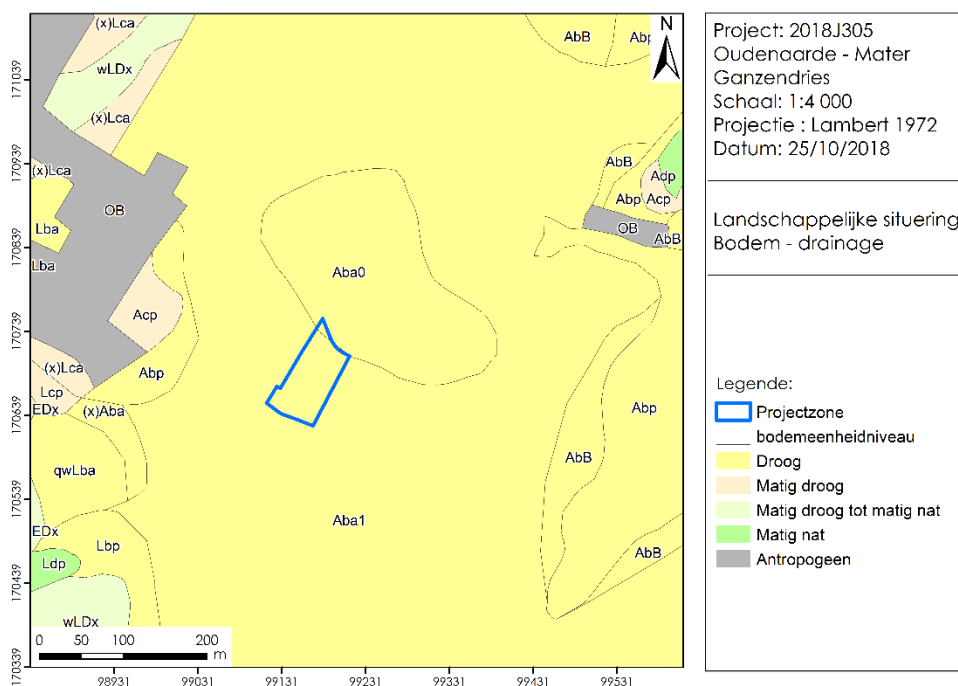 (x)Lca
AbB
Abp
N
wLDx
(x)Lca
171039
170939
170839
170739
170639
170539
170439
170339
(x)Lca
OB
Lba
Lba
AbB
Adp
Abp
Acp
OB
AbB
Aba0
Acp
(x)Lca
Abp
Lcp
EDx
(x)Aba
Abp
qwLba
AbB
Aba1
EDx
Lbp
AbB
Ldp
wLDx
0 50 100 200
m
98931 99031 99131 99231 99331 99431 99531
Project: 2018J305
Oudenaarde - Mater
Ganzendries
Schaal: 1:4 000
Projectie : Lambert 1972
Datum: 25/10/2018
Landschappelijke situering
Bodem - drainage
Legende:
Projectzone
bodemeenheidniveau
Droog
Matig droog
Matig droog tot matig nat
Matig nat
Antropogeen